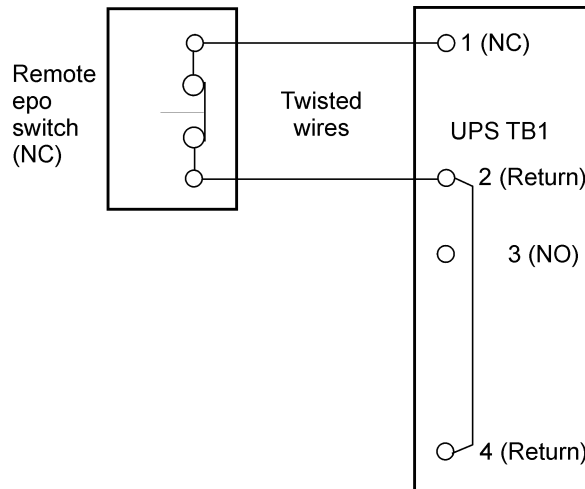 Remote
epo
switch
(NC)
Twisted
wires
1 (NC)
UPS TB1
2 (Return)
3 (NO)
4 (Return)